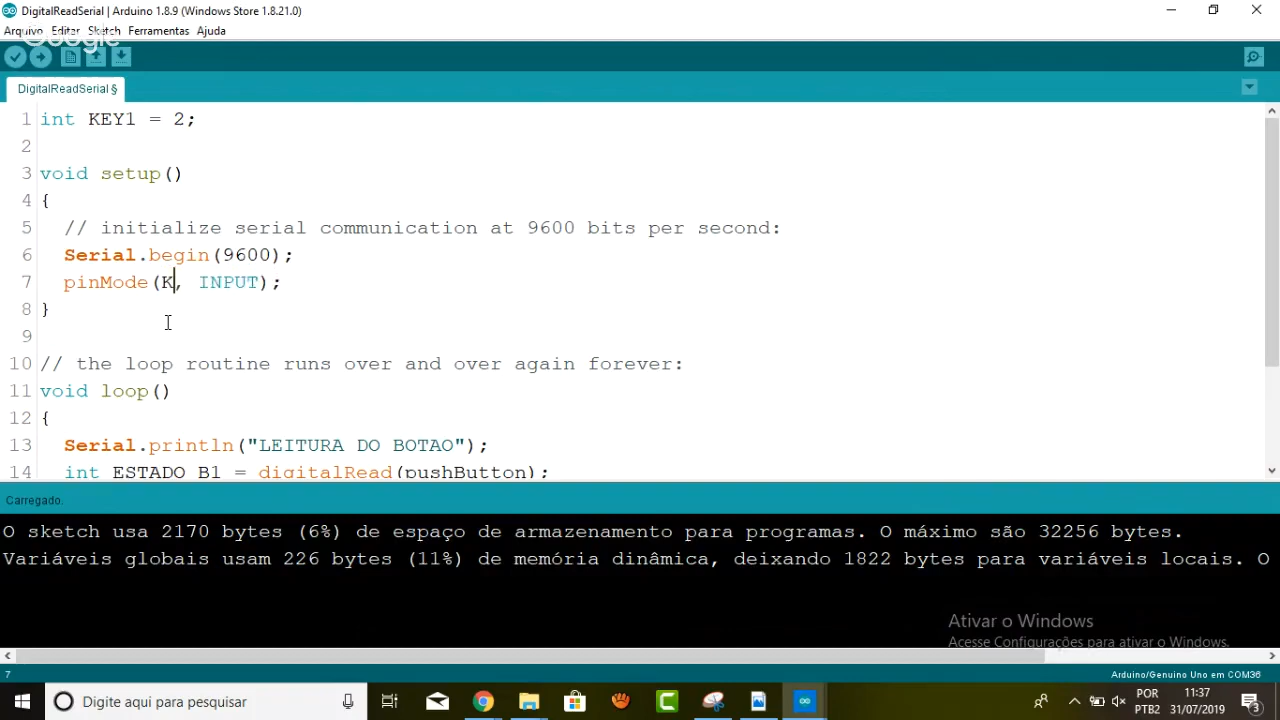 DigitalReadSerial | Arduino 1.8.9 (Windows Store 1.8.21.0)
Arquivo Editar Sketch Ferramentas Ajuda
Google
DigitalReadSerial §
1 int KEY1 = 2;
2
3 void setup()
4 {
5 // initialize serial communication at 9600 bits per second:
6 Serial.begin(9600);
7 pinMode(K, INPUT);
8 }
9
10 // the loop routine runs over and over again forever:
11 void loop()
12 {
13 Serial.println("LEITURA DO BOTAO");
14 int ESTADO_B1 = digitalRead(pushButton);
Carregado.
O sketch usa 2170 bytes (6%) de espaço de armazenamento para programas. O máximo são 32256 bytes.
Variáveis globais usam 226 bytes (11%) de memória dinâmica, deixando 1822 bytes para variáveis locais. O
Ativar o Windows
Acesse Configurações para ativar o Windows.
7 Arduino/Genuino Uno em COM36
Digite aqui para pesquisar
POR
PTB2
11:37
31/07/2019
3